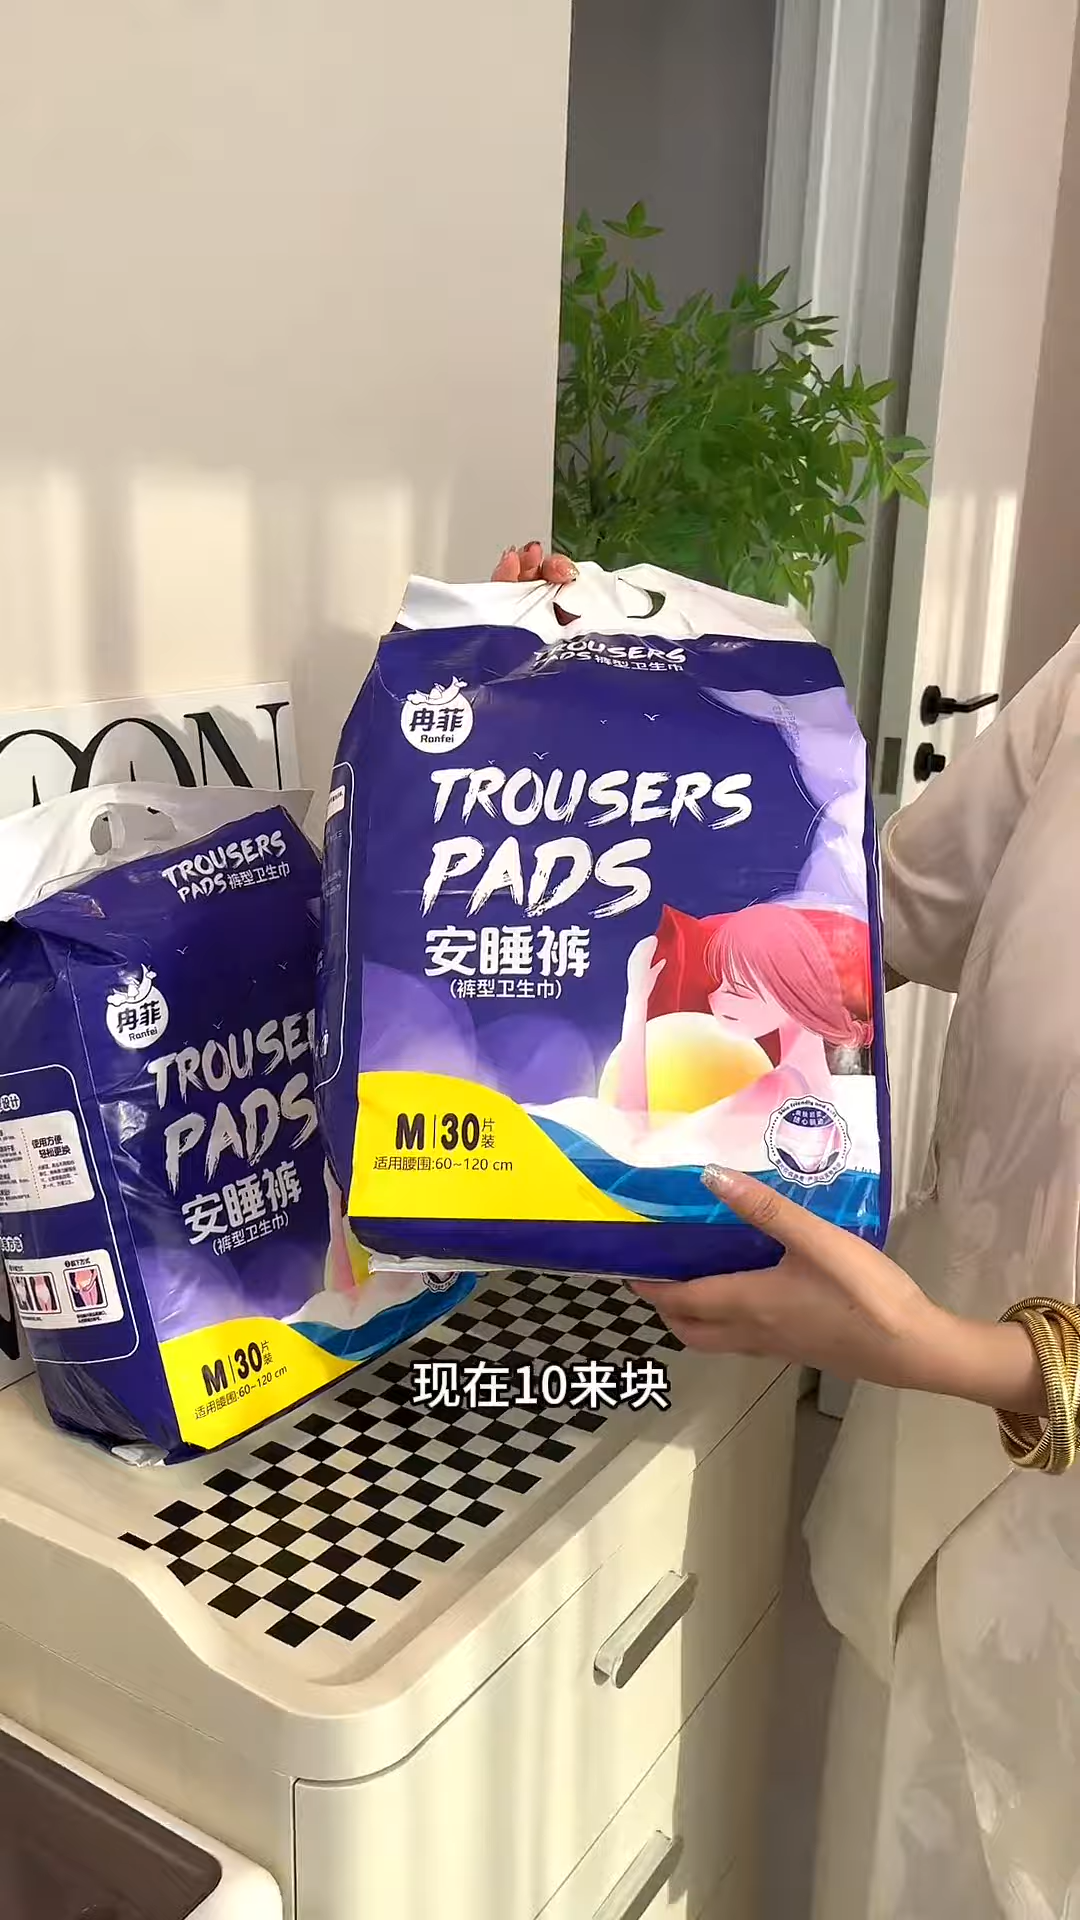 TROUSERS
PADS 裤型卫生巾
冉菲
Ranfei
TROUSERS
PADS
安睡裤
(裤型卫生巾)
M 30片装
适用腰围:60~120 cm
TROUSERS
PADS 裤型卫生巾
冉菲
Ranfei
TROUSE
PADS
安睡裤
(裤型卫生巾)
M 30片装
适用腰围:60~120 cm
使用方便
轻松更换
现在10来块